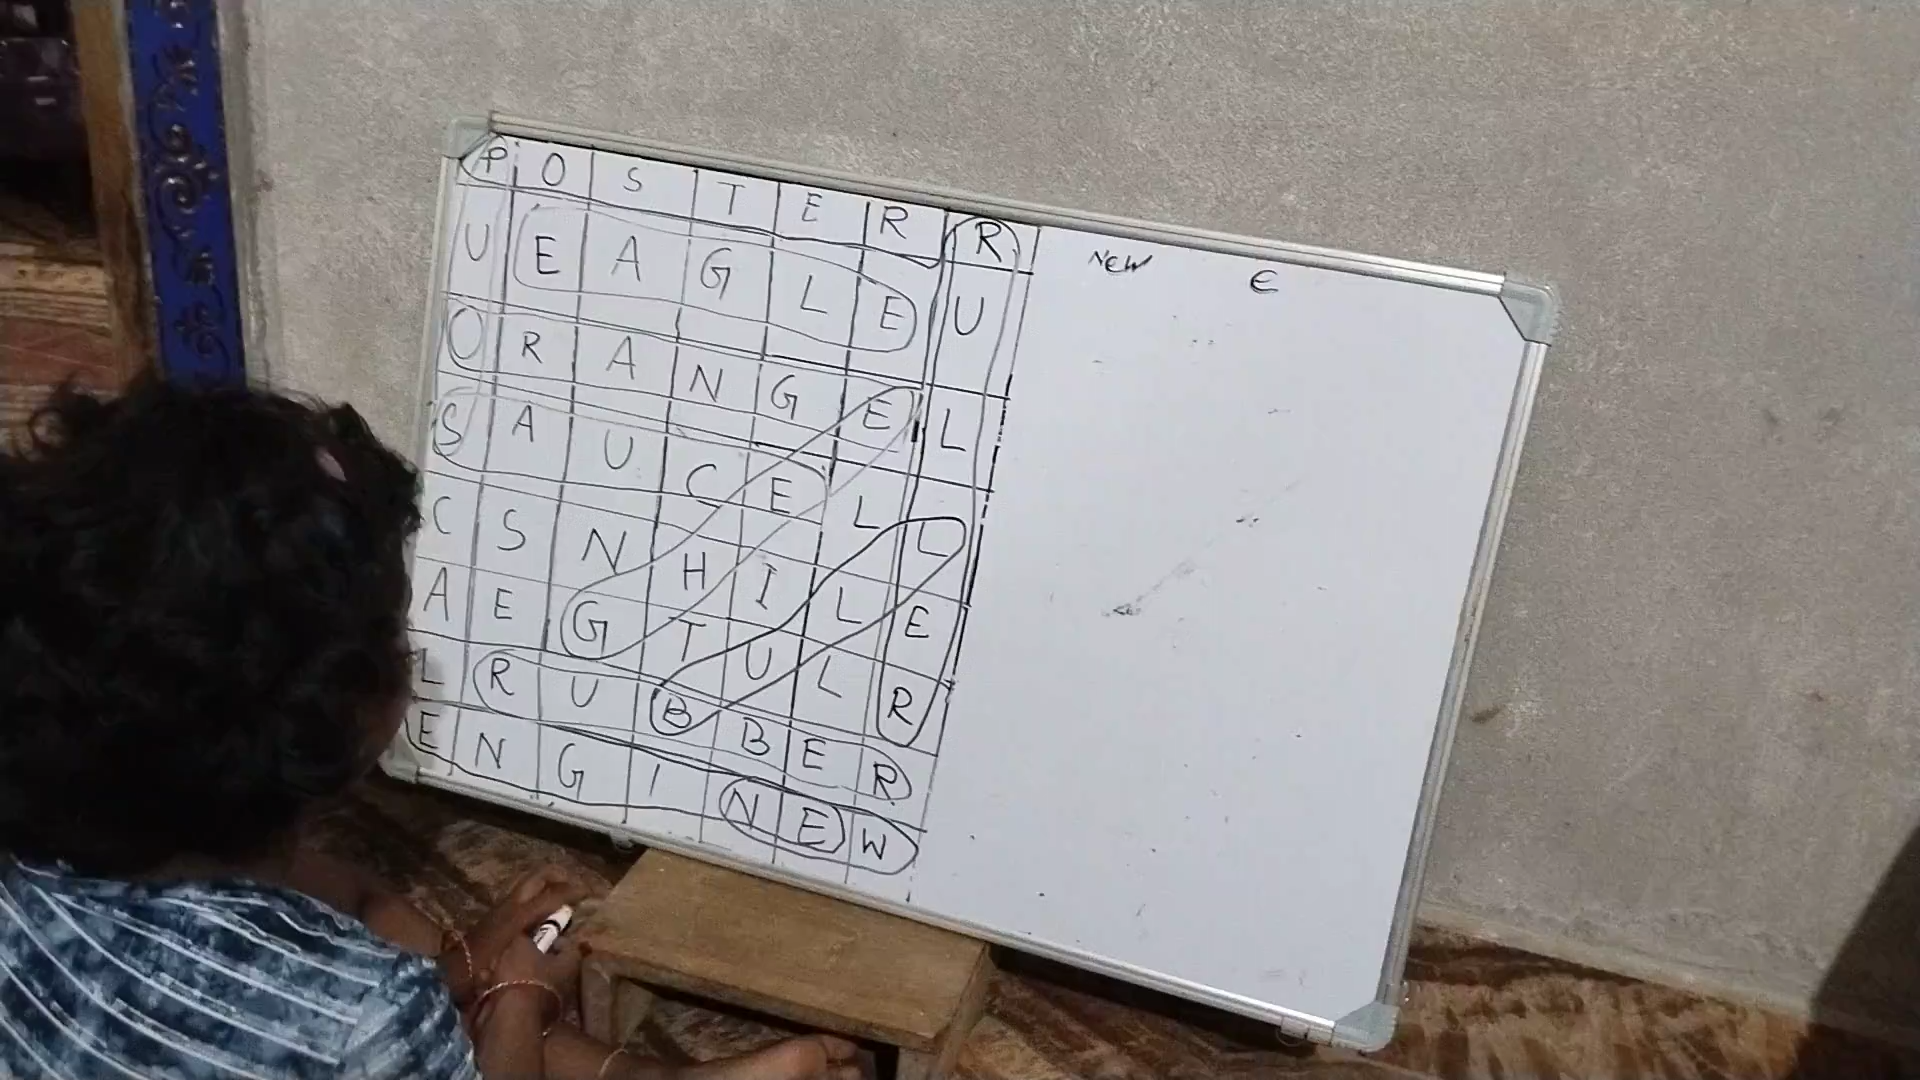 P O S T E R R
U E A G L E U
O R A N G E L
S A U C E L L
C S N H I L E
A E G T U L R
L R U B B E R
E N G I N E W
New E